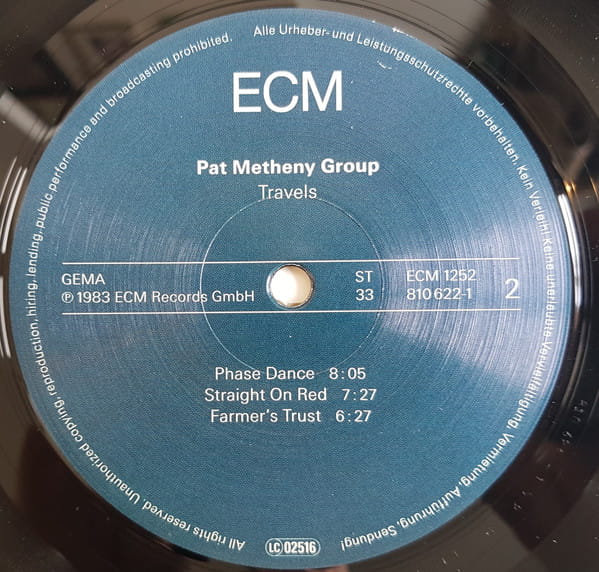 ECM
Pat Metheny Group
Travels
GEMA
℗ 1983 ECM Records GmbH
ST
33
ECM 1252
810 622-1
2
Phase Dance 8:05
Straight On Red 7:27
Farmer's Trust 6:27
All rights reserved. Unauthorized copying, reproduction, hiring, lending, public performance and broadcasting prohibited.
Alle Urheber- und Leistungsschutzrechte vorbehalten. Kein Verleih! Keine unerlaubte Vervielfältigung, Vermietung, Aufführung, Sendung!
LC 02516